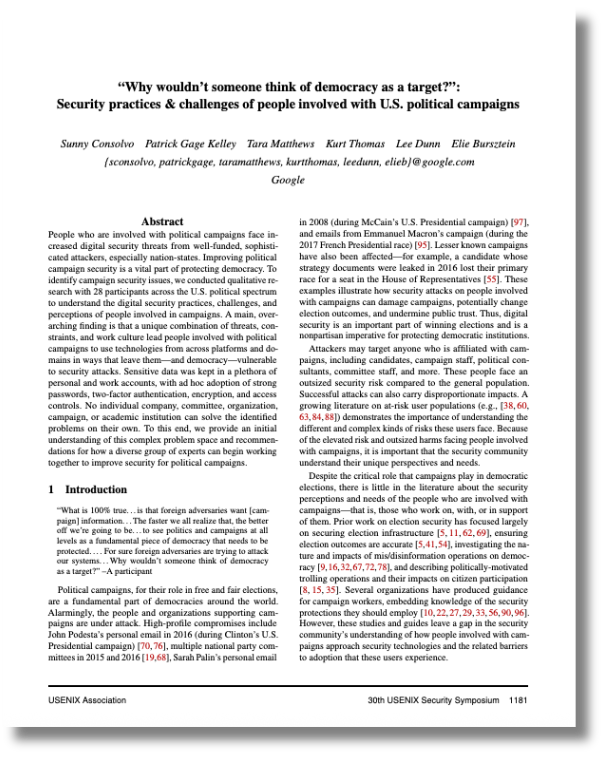 “Why wouldn’t someone think of democracy as a target?”:
Security practices & challenges of people involved with U.S. political campaigns
Sunny Consolvo Patrick Gage Kelley Tara Matthews Kurt Thomas Lee Dunn Elie Bursztein
{sconsolvo, patrickgage, taramatthews, kurtthomas, leedunn, elieb}@google.com
Google
Abstract
People who are involved with political campaigns face in-
creased digital security threats from well-funded, sophisti-
cated attackers, especially nation-states. Improving political
campaign security is a vital part of protecting democracy. To
identify campaign security issues, we conducted qualitative re-
search with 28 participants across the U.S. political spectrum
to understand the digital security practices, challenges, and
perceptions of people involved in campaigns. A main, over-
arching finding is that a unique combination of threats, con-
straints, and work culture lead people involved with political
campaigns to use technologies from across platforms and do-
mains in ways that leave them—and democracy—vulnerable
to security attacks. Sensitive data was kept in a plethora of
personal and work accounts, with ad hoc adoption of strong
passwords, two-factor authentication, encryption, and access
controls. No individual company, committee, organization,
campaign, or academic institution can solve the identified
problems on their own. To this end, we provide an initial
understanding of this complex problem space and recommen-
dations for how a diverse group of experts can begin working
together to improve security for political campaigns.
1 Introduction
“What is 100% true. . . is that foreign adversaries want [cam-
paign] information. . . The faster we all realize that, the better
off we’re going to be. . . to see politics and campaigns at all
levels as a fundamental piece of democracy that needs to be
protected. . . . For sure foreign adversaries are trying to attack
our systems. . . Why wouldn’t someone think of democracy
as a target?” –A participant
Political campaigns, for their role in free and fair elections,
are a fundamental part of democracies around the world.
Alarmingly, the people and organizations supporting cam-
paigns are under attack. High-profile compromises include
John Podesta’s personal email in 2016 (during Clinton’s U.S.
Presidential campaign) [70,76], multiple national party com-
mittees in 2015 and 2016 [19,68], Sarah Palin’s personal email
in 2008 (during McCain’s U.S. Presidential campaign) [97],
and emails from Emmanuel Macron’s campaign (during the
2017 French Presidential race) [95]. Lesser known campaigns
have also been affected—for example, a candidate whose
strategy documents were leaked in 2016 lost their primary
race for a seat in the House of Representatives [55]. These
examples illustrate how security attacks on people involved
with campaigns can damage campaigns, potentially change
election outcomes, and undermine public trust. Thus, digital
security is an important part of winning elections and is a
nonpartisan imperative for protecting democratic institutions.
Attackers may target anyone who is affiliated with cam-
paigns, including candidates, campaign staff, political con-
sultants, committee staff, and more. These people face an
outsized security risk compared to the general population.
Successful attacks can also carry disproportionate impacts. A
growing literature on at-risk user populations (e.g., [38, 60,
63, 84, 88]) demonstrates the importance of understanding the
different and complex kinds of risks these users face. Because
of the elevated risk and outsized harms facing people involved
with campaigns, it is important that the security community
understand their unique perspectives and needs.
Despite the critical role that campaigns play in democratic
elections, there is little in the literature about the security
perceptions and needs of the people who are involved with
campaigns—that is, those who work on, with, or in support
of them. Prior work on election security has focused largely
on securing election infrastructure [5, 11, 62, 69], ensuring
election outcomes are accurate [5,41,54], investigating the na-
ture and impacts of mis/disinformation operations on democ-
racy [9,16,32,67,72,78], and describing politically-motivated
trolling operations and their impacts on citizen participation
[8, 15, 35]. Several organizations have produced guidance
for campaign workers, embedding knowledge of the security
protections they should employ [10, 22, 27, 29, 33, 56, 90, 96].
However, these studies and guides leave a gap in the security
community’s understanding of how people involved with cam-
paigns approach security technologies and the related barriers
to adoption that these users experience.
USENIX Association
30th USENIX Security Symposium 1181